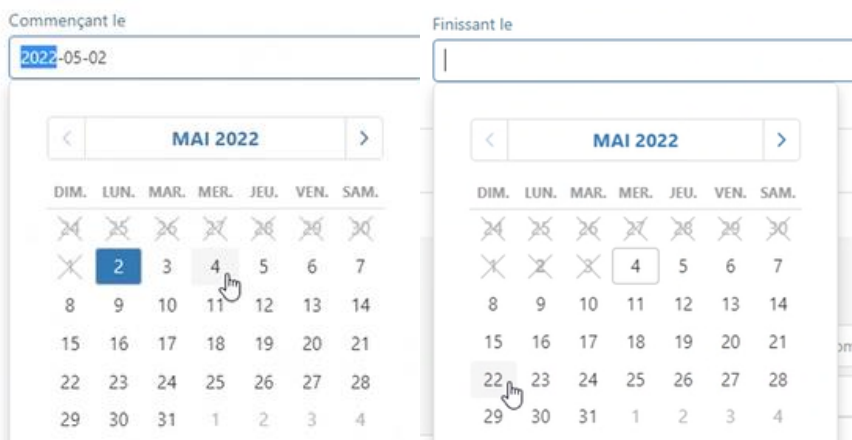 Commençant le
2022-05-02
MAI 2022
DIM. LUN. MAR. MER. JEU. VEN. SAM.
24 25 26 27 28 29 30
1 2 3 4 5 6 7
8 9 10 11 12 13 14
15 16 17 18 19 20 21
22 23 24 25 26 27 28
29 30 31 1 2 3 4
Finissant le
MAI 2022
DIM. LUN. MAR. MER. JEU. VEN. SAM.
24 25 26 27 28 29 30
1 2 3 4 5 6 7
8 9 10 11 12 13 14
15 16 17 18 19 20 21
22 23 24 25 26 27 28
29 30 31 1 2 3 4